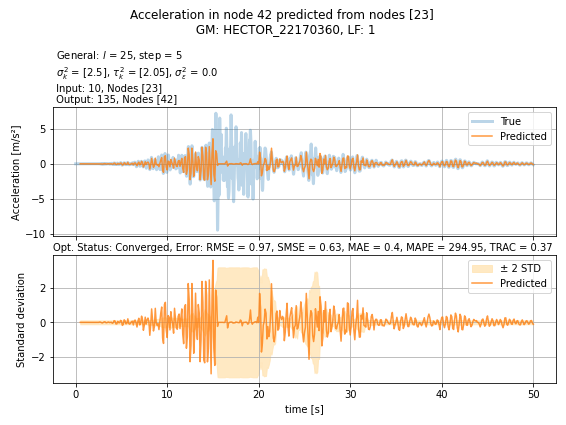 Acceleration in node 42 predicted from nodes [23]
GM: HECTOR_22170360, LF: 1
General: l = 25, step = 5
σ²ₖ = [2.5], τ²ₖ = [2.05], σ²ε = 0.0
Input: 10, Nodes [23]
Output: 135, Nodes [42]
True
Predicted
5
0
−5
−10
Acceleration [m/s²]
Opt. Status: Converged, Error: RMSE = 0.97, SMSE = 0.63, MAE = 0.4, MAPE = 294.95, TRAC = 0.37
± 2 STD
Predicted
2
0
−2
Standard deviation
0 10 20 30 40 50
time [s]